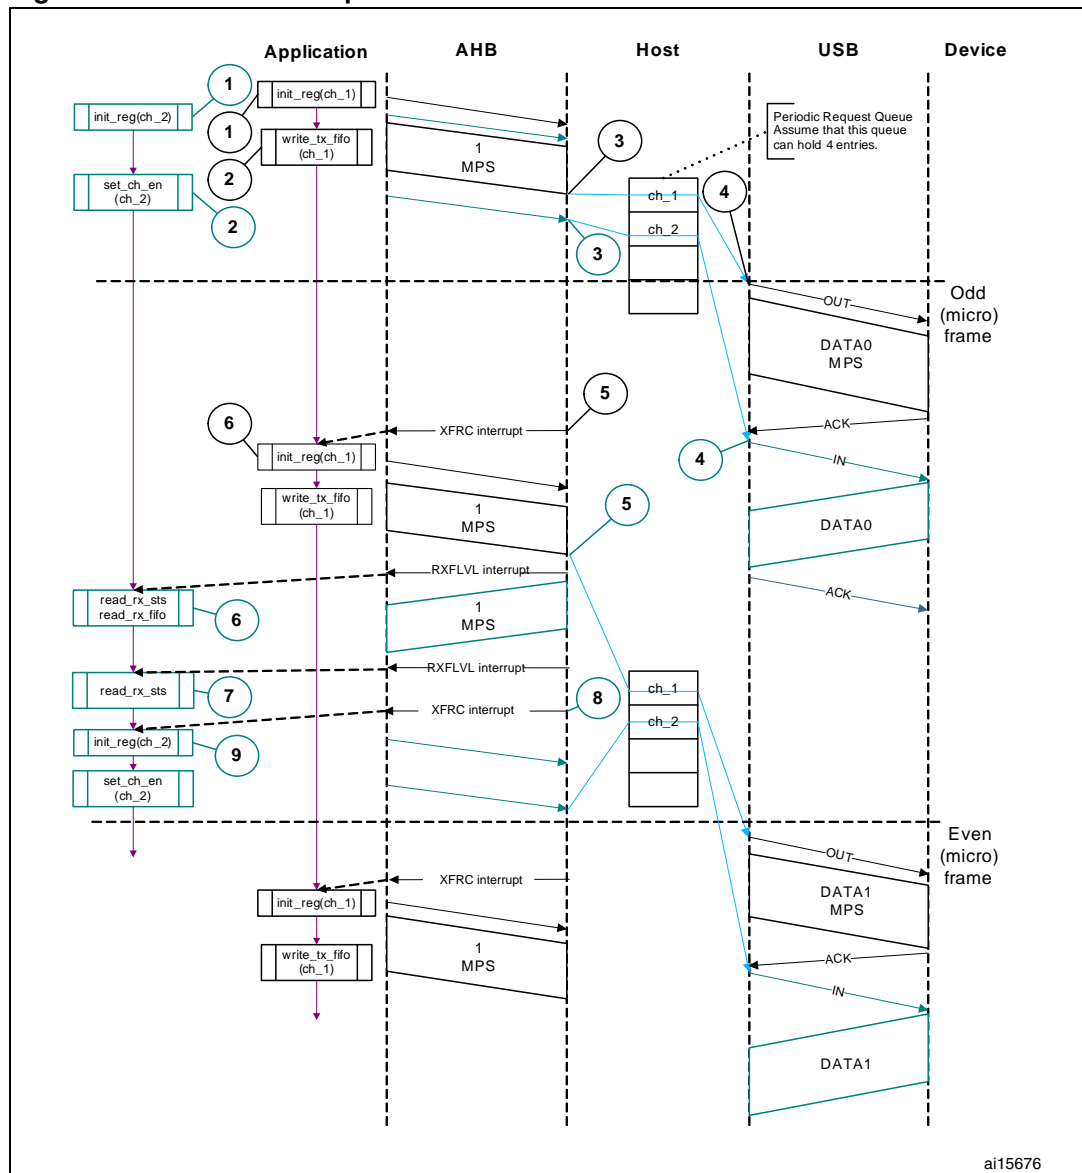 Application
AHB
Host
USB
Device
1
init_reg(ch_2)
init_reg(ch_1)
1
Periodic Request Queue
Assume that this queue
can hold 4 entries.
write_tx_fifo
(ch_1)
1
MPS
3
2
set_ch_en
(ch_2)
2
ch_1
4
ch_2
3
Odd
(micro)
frame
OUT
DATA0
MPS
5
6
XFRC interrupt
ACK
init_reg(ch_1)
4
IN
write_tx_fifo
(ch_1)
1
MPS
5
DATA0
RXFLVL interrupt
ACK
read_rx_sts
read_rx_fifo
6
1
MPS
RXFLVL interrupt
read_rx_sts
7
8
ch_1
XFRC interrupt
ch_2
init_reg(ch_2)
9
set_ch_en
(ch_2)
Even
(micro)
frame
OUT
XFRC interrupt
DATA1
MPS
init_reg(ch_1)
write_tx_fifo
(ch_1)
1
MPS
ACK
IN
DATA1
ai15676